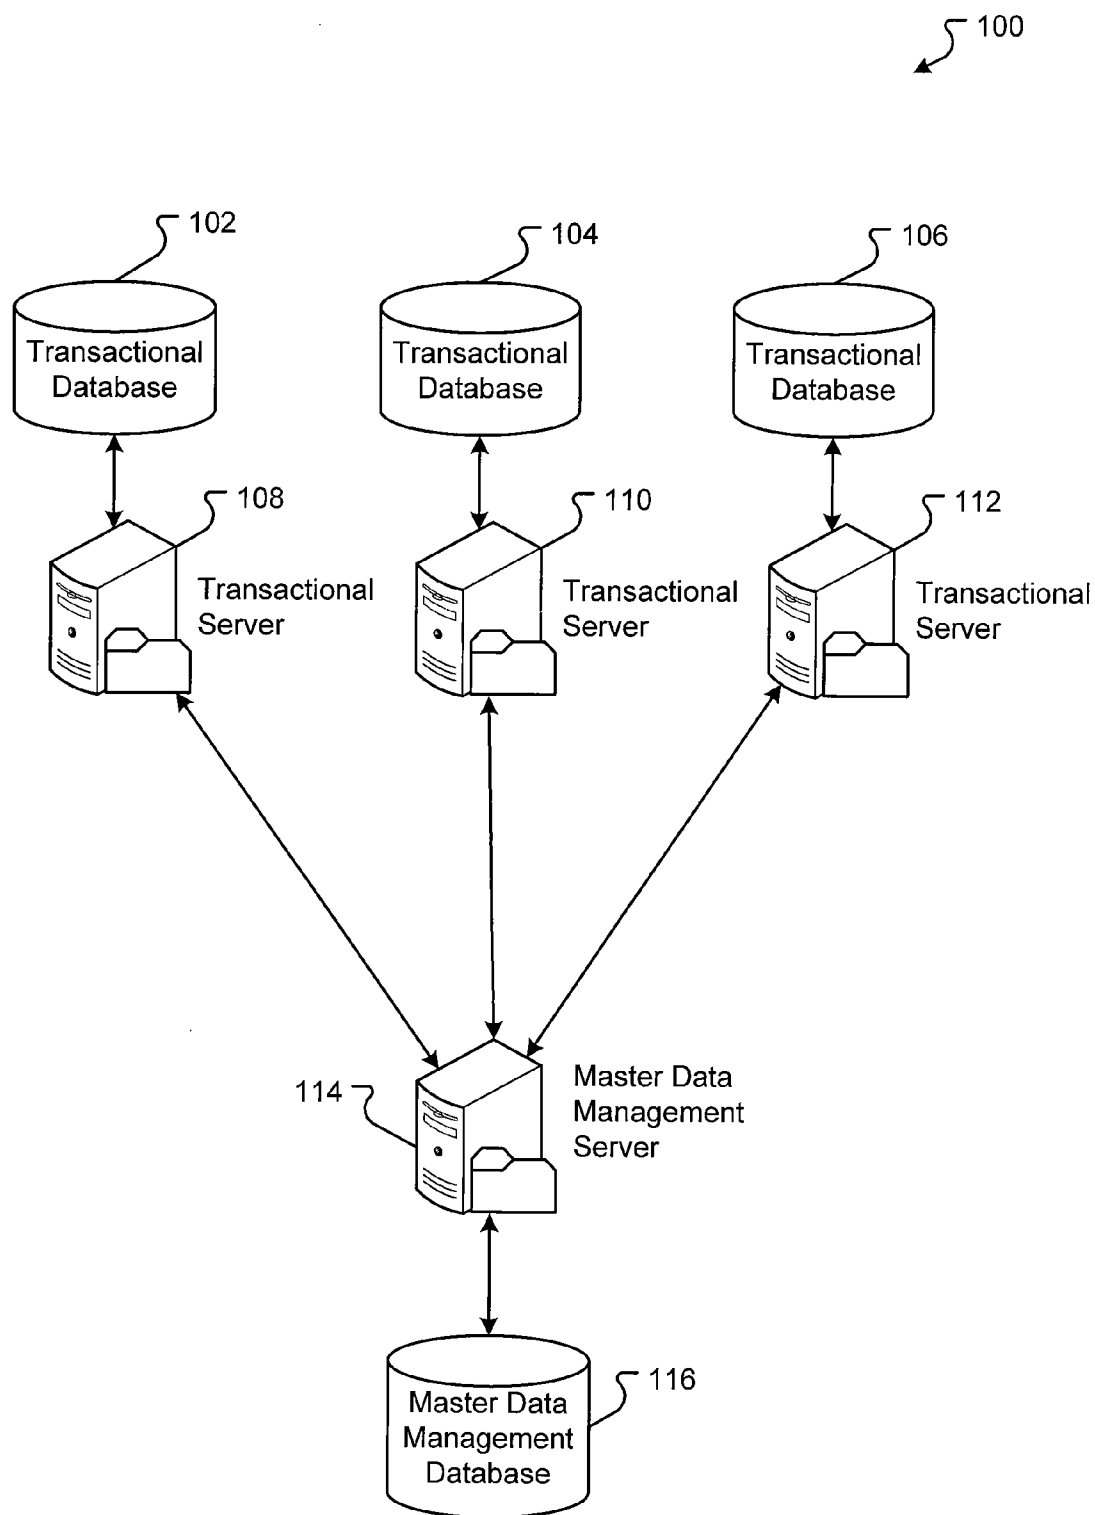 100
102
104
106
Transactional
Database
Transactional
Database
Transactional
Database
108
110
112
Transactional
Server
Transactional
Server
Transactional
Server
114
Master Data
Management
Server
116
Master Data
Management
Database